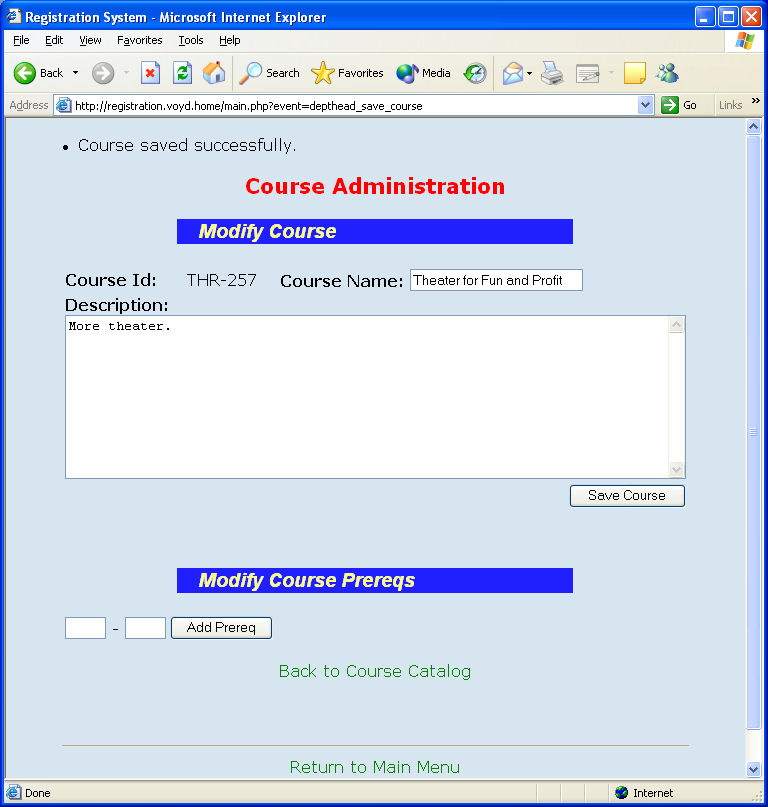 Registration System - Microsoft Internet Explorer
File Edit View Favorites Tools Help
Back Search Favorites Media
Address http://registration.voyd.home/main.php?event=depthead_save_course Go Links »
• Course saved successfully.
Course Administration
Modify Course
Course Id: THR-257 Course Name: Theater for Fun and Profit
Description:
More theater.
Save Course
Modify Course Prereqs
- Add Prereq
Back to Course Catalog
Return to Main Menu
Done Internet